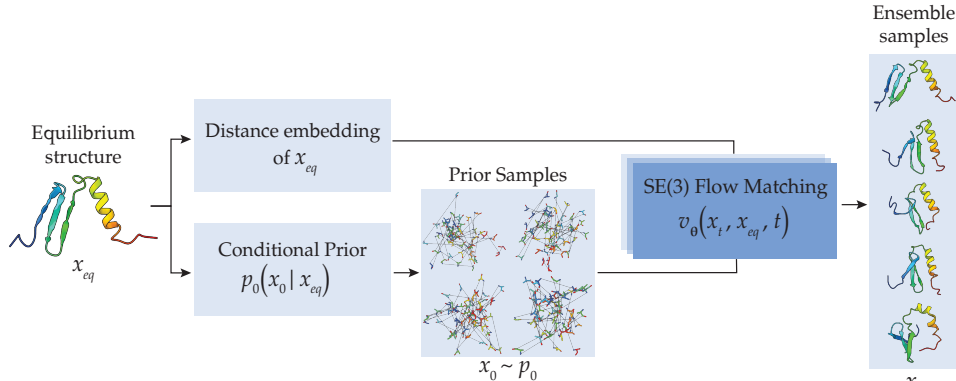 Equilibrium
structure
x_eq
Distance embedding
of x_eq
Conditional Prior
p_0(x_0 | x_eq)
Prior Samples
x_0 ~ p_0
SE(3) Flow Matching
v_θ(x_t, x_eq, t)
Ensemble
samples